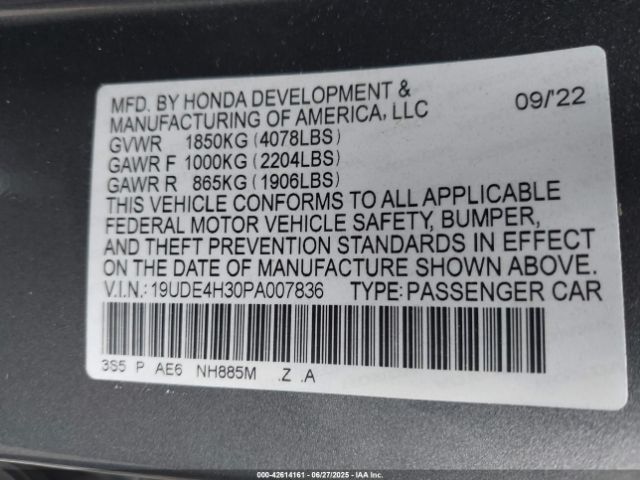 MFD. BY HONDA DEVELOPMENT & 09/'22
MANUFACTURING OF AMERICA, LLC
GVWR 1850KG (4078LBS)
GAWR F 1000KG (2204LBS)
GAWR R 865KG (1906LBS)
THIS VEHICLE CONFORMS TO ALL APPLICABLE
FEDERAL MOTOR VEHICLE SAFETY, BUMPER,
AND THEFT PREVENTION STANDARDS IN EFFECT
ON THE DATE OF MANUFACTURE SHOWN ABOVE.
V.I.N.: 19UDE4H30PA007836 TYPE: PASSENGER CAR
3S5 P AE6 NH885M .Z .A
000-42614161 | 06/27/2025 | IAAI.COM